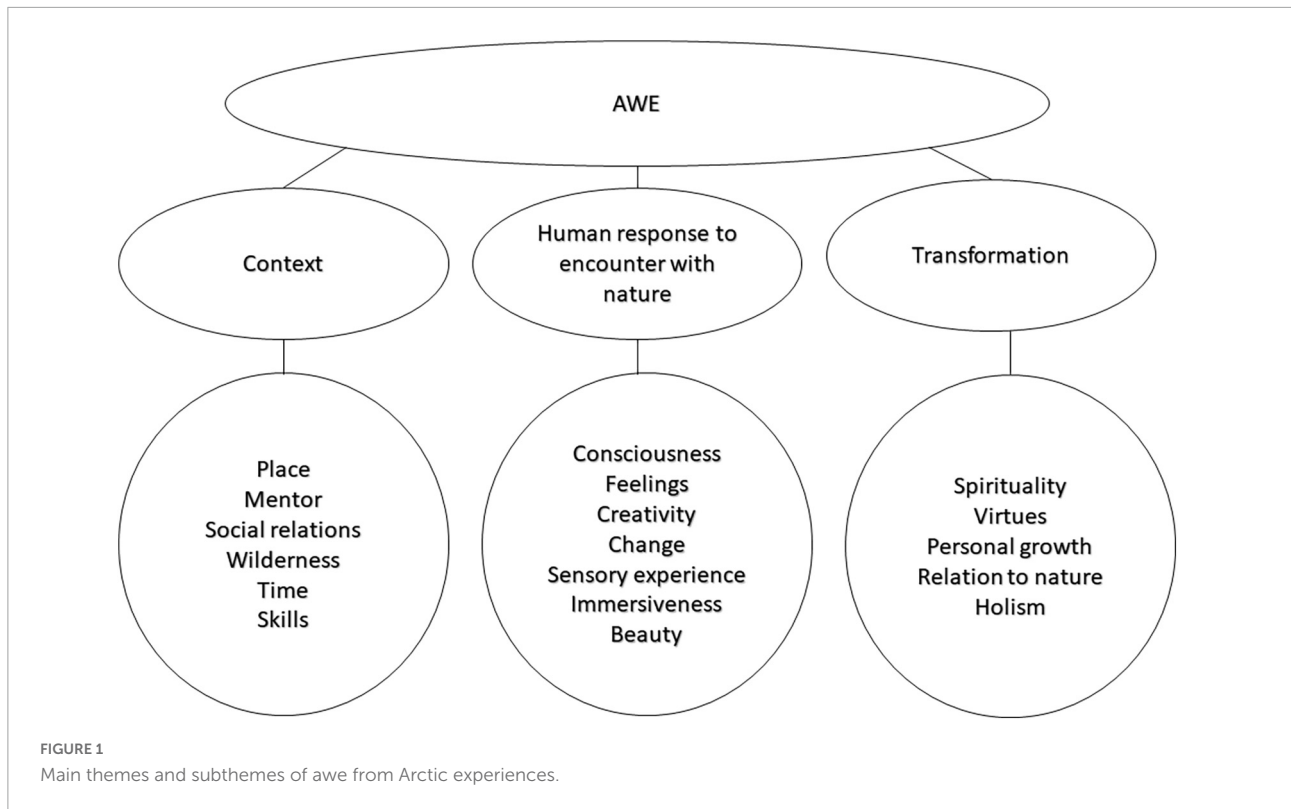 AWE
Context
Human response to
encounter with
nature
Transformation
Place
Mentor
Social relations
Wilderness
Time
Skills
Consciousness
Feelings
Creativity
Change
Sensory experience
Immersiveness
Beauty
Spirituality
Virtues
Personal growth
Relation to nature
Holism
FIGURE 1
Main themes and subthemes of awe from Arctic experiences.